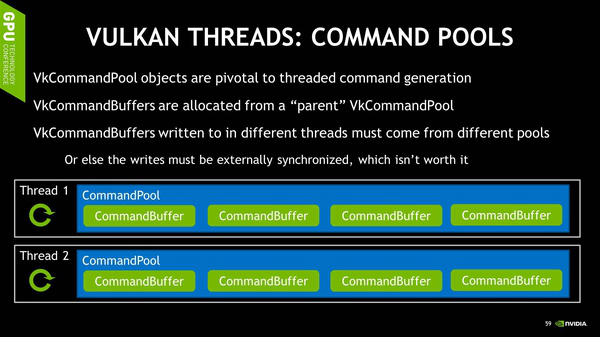 GPU TECHNOLOGY CONFERENCE
VULKAN THREADS: COMMAND POOLS
VkCommandPool objects are pivotal to threaded command generation
VkCommandBuffers are allocated from a “parent” VkCommandPool
VkCommandBuffers written to in different threads must come from different pools
Or else the writes must be externally synchronized, which isn’t worth it
Thread 1
CommandPool
CommandBuffer CommandBuffer CommandBuffer CommandBuffer
Thread 2
CommandPool
CommandBuffer CommandBuffer CommandBuffer CommandBuffer
59 NVIDIA